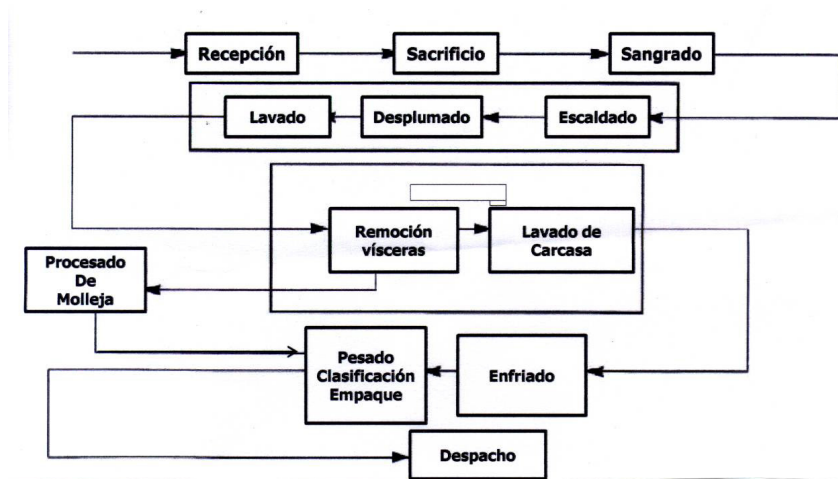 Recepción
Sacrificio
Sangrado
Escaldado
Desplumado
Lavado
Remoción
vísceras
Lavado de
Carcasa
Procesado
De
Molleja
Enfriado
Pesado
Clasificación
Empaque
Despacho